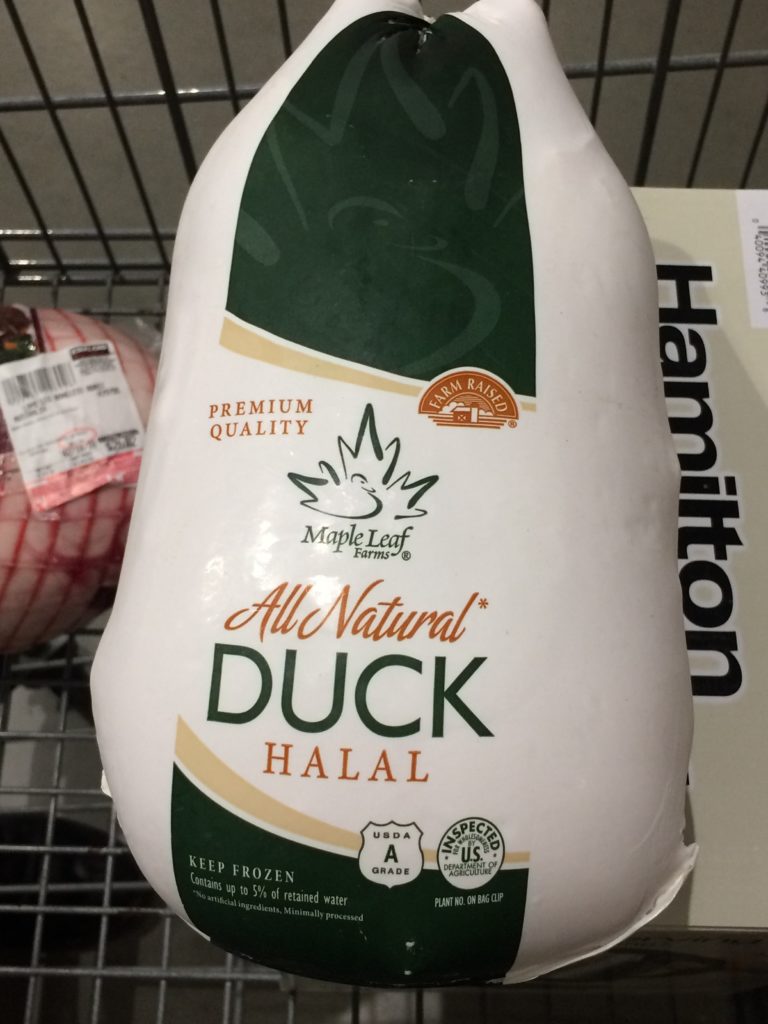 FARM RAISED
®
PREMIUM
QUALITY
Maple Leaf
Farms®
All Natural*
DUCK
HALAL
USDA
A
GRADE
INSPECTED
FOR WHOLESOMENESS
BY
U.S.
DEPARTMENT OF
AGRICULTURE
KEEP FROZEN
Contains up to 5% of retained water
*No artificial ingredients, Minimally processed
PLANT NO. ON BAG CLIP
Hamilton